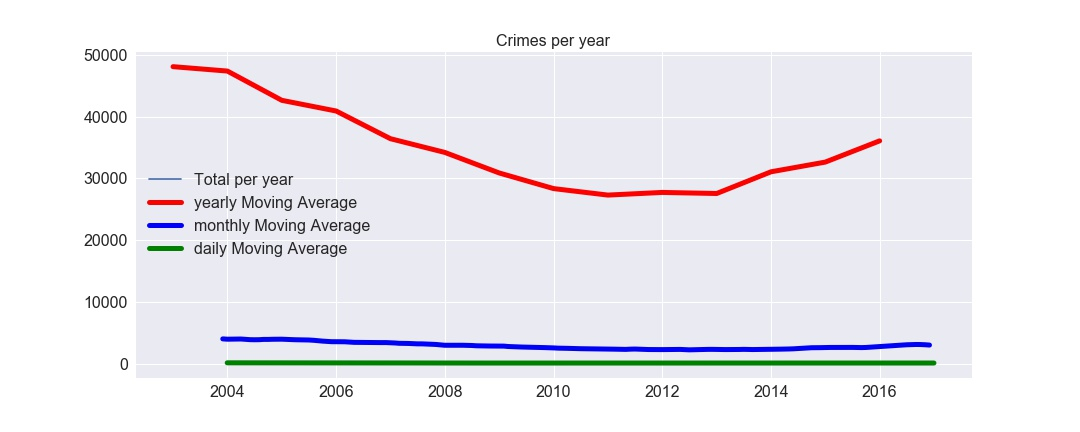 Crimes per year
50000
40000
30000
20000
10000
0
Total per year
yearly Moving Average
monthly Moving Average
daily Moving Average
2004 2006 2008 2010 2012 2014 2016